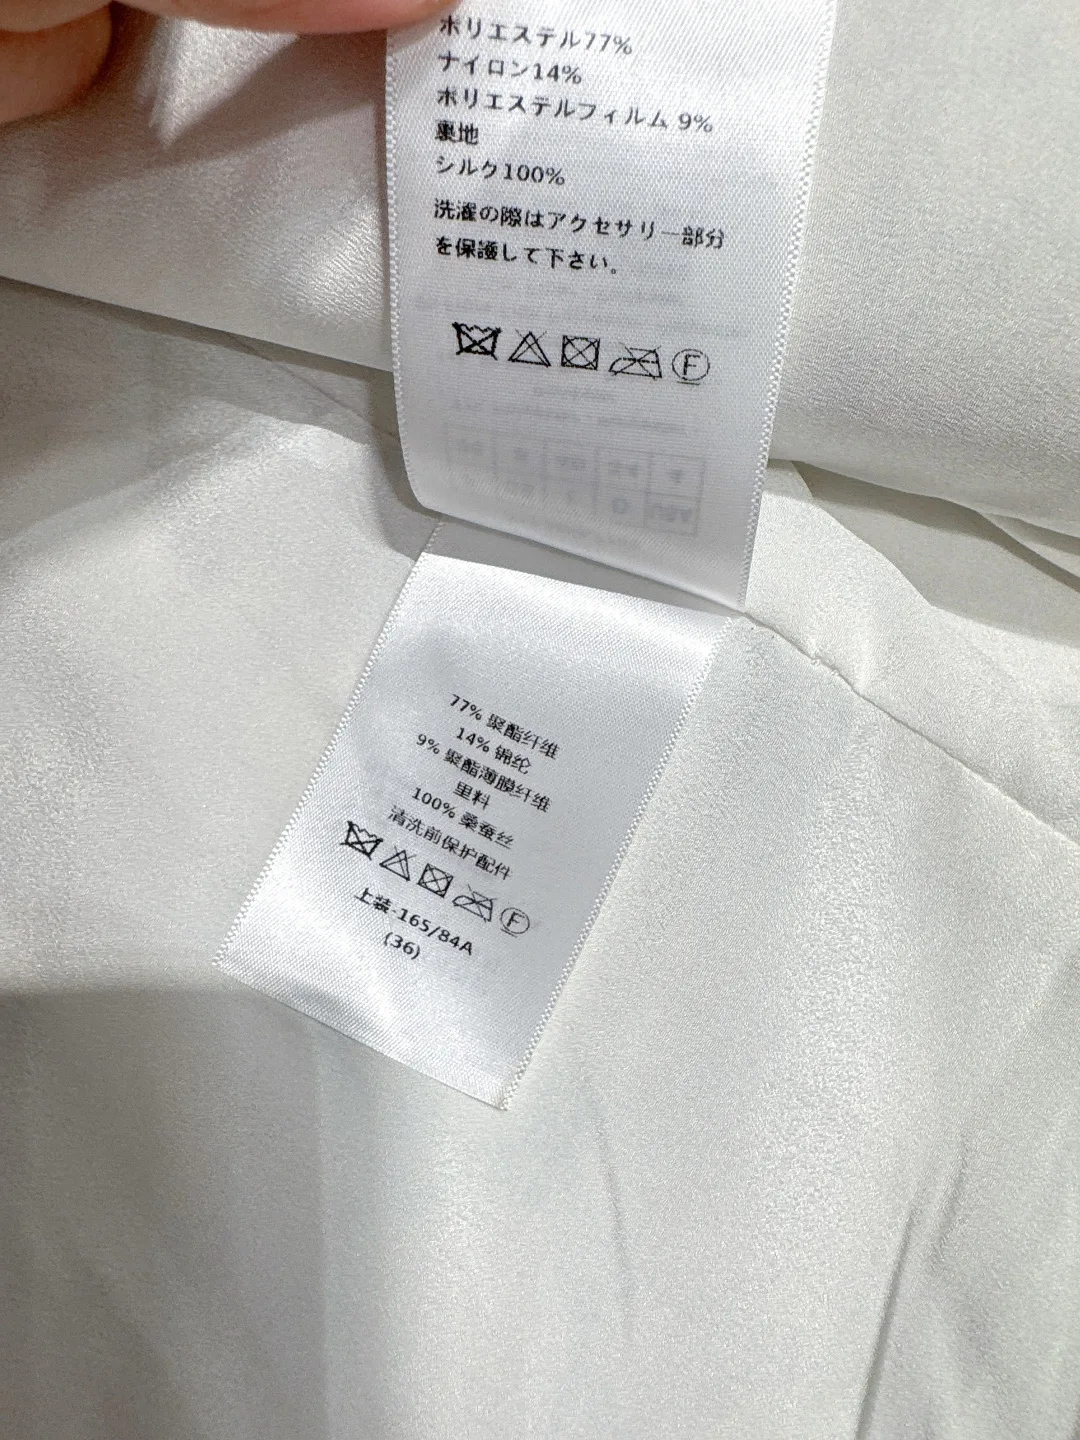 ポリエステル77%
ナイロン14%
ポリエステルフィルム 9%
裏地
シルク100%
洗濯の際はアクセサリー部分
を保護して下さい。
F
77% 聚酯纤维
14% 锦纶
9% 聚酯薄膜纤维
里料
100% 桑蚕丝
清洗前保护配件
F
上装-165/84A
(36)